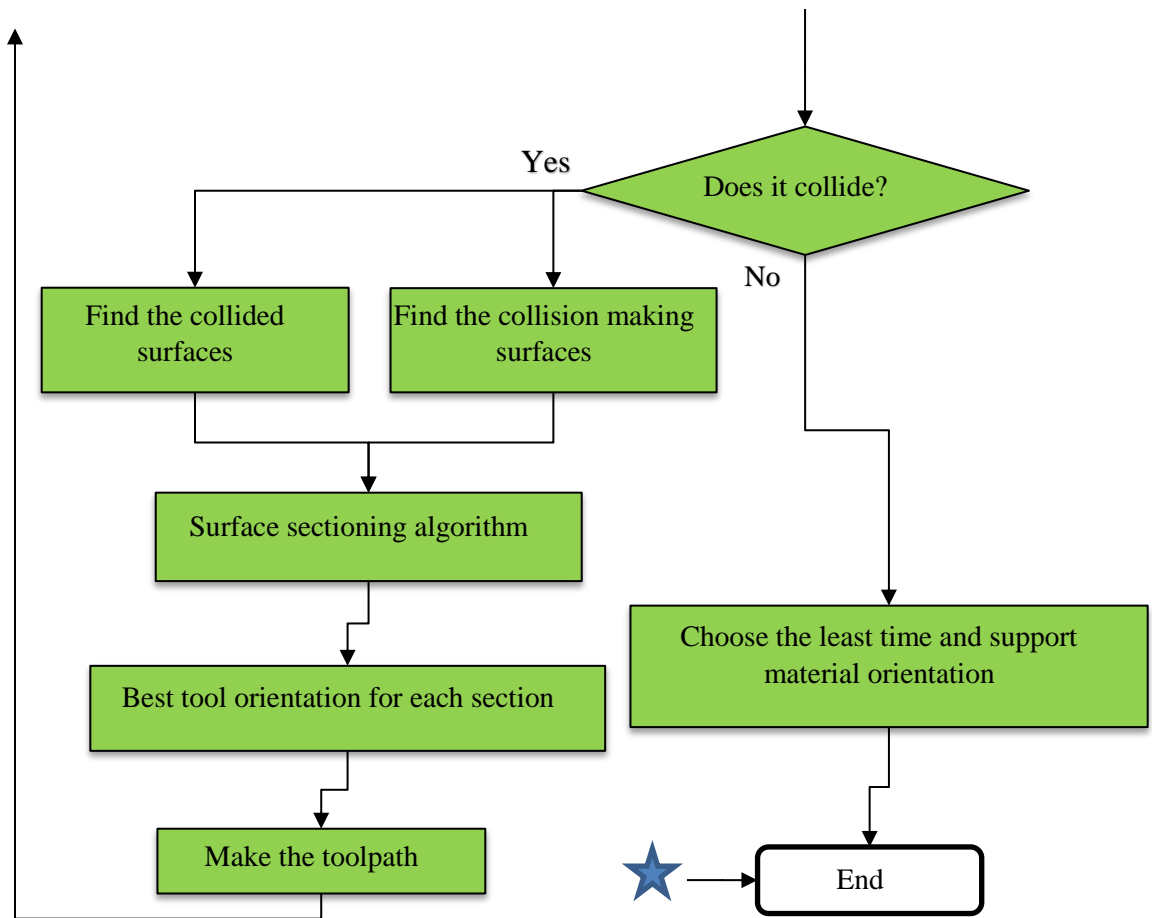 Does it collide?
Yes
No
Find the collided
surfaces
Find the collision making
surfaces
Surface sectioning algorithm
Best tool orientation for each section
Make the toolpath
Choose the least time and support
material orientation
End